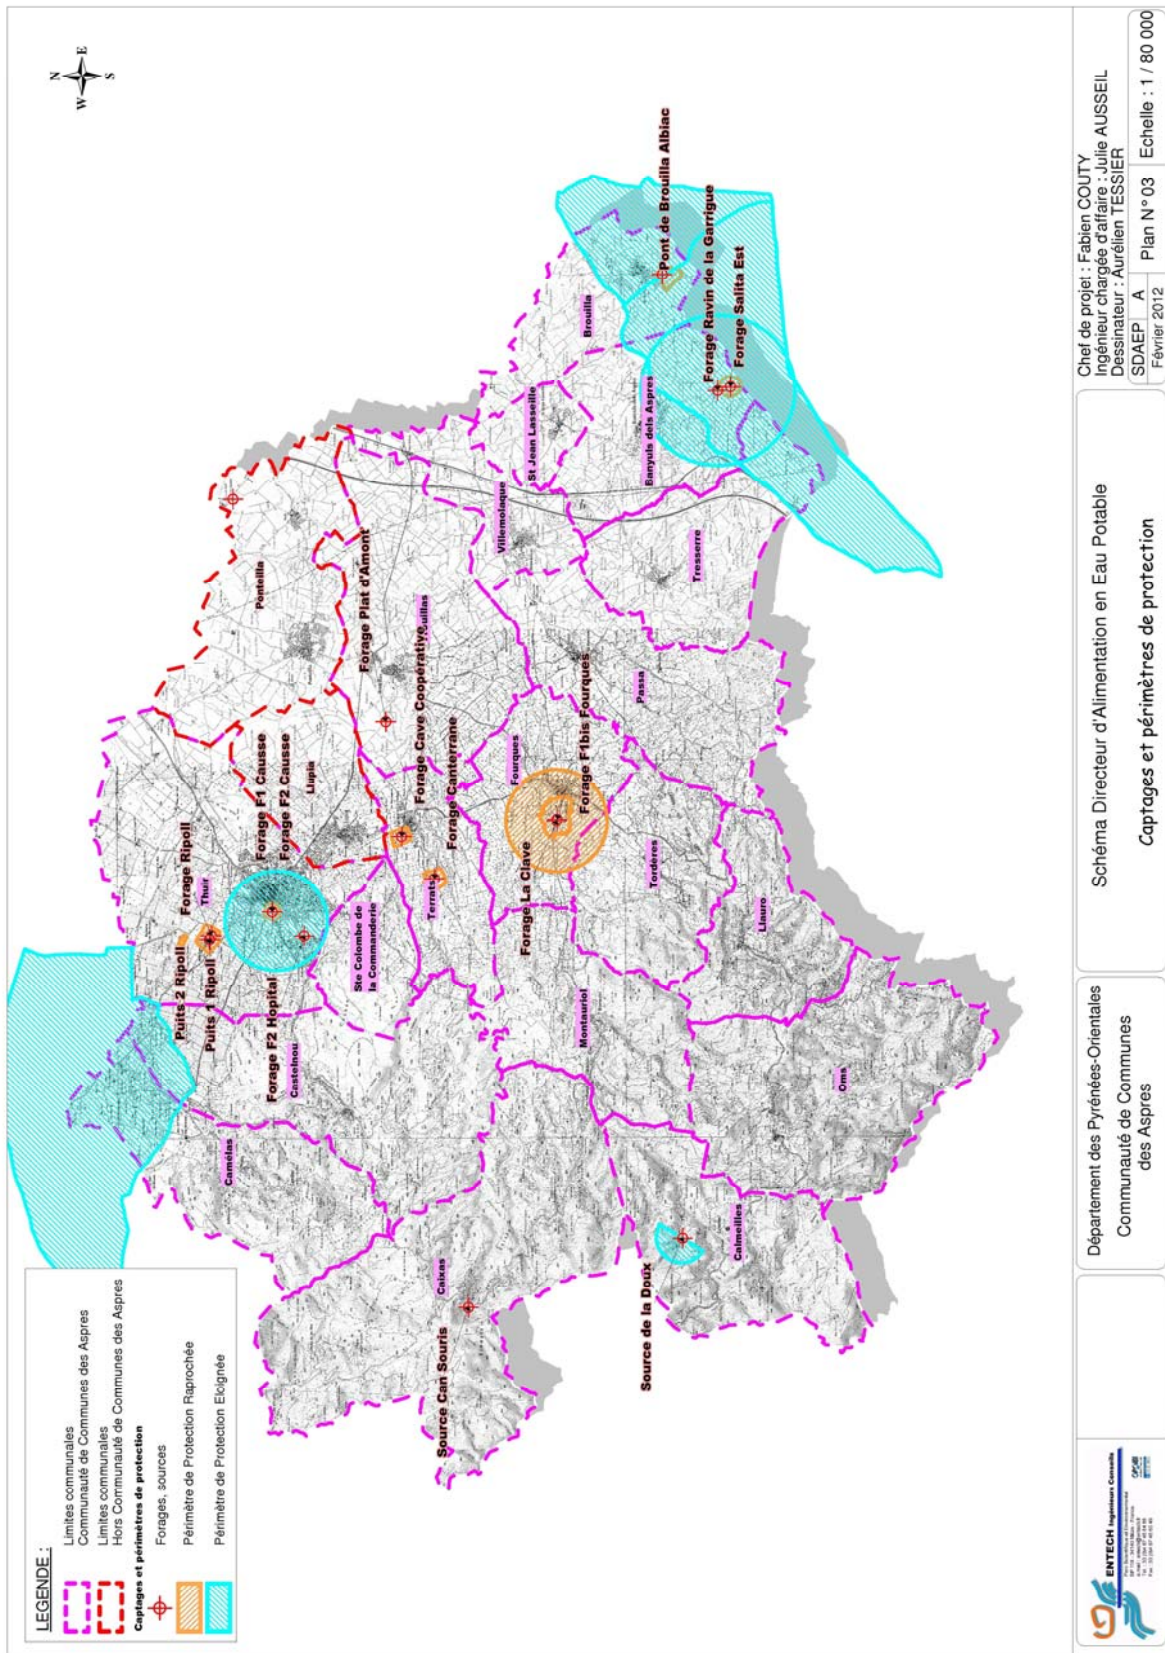 LEGENDE :
Limites communales
Communauté de Communes des Aspres
Limites communales
Hors Communauté de Communes des Aspres
Captages et périmètres de protection
Forages, sources
Périmètre de Protection Raprochée
Périmètre de Protection Eloignée
N
W E
S
Camélas
Castelnou
Thuir
Puits 2 Ripoll
Puits 1 Ripoll
Forage Ripoll
Forage F2 Hopital
Forage F1 Causse
Forage F2 Causse
Llupia
Ponteilla
Ste Colombe de
la Commanderie
Terrats
Forage Plat d'Amont
Forage Cave Coopérative
Forage Canterrane
Caixas
Source Can Souris
Montauriol
Forage La Clave
Fourques
Forage F1bis Fourques
Villemolaque
St Jean Lasseille
Brouilla
Pont de Brouilla Albiac
Banyuls dels Aspres
Forage Ravin de la Garrigue
Forage Salita Est
Tresserre
Passa
Tordères
Llauro
Oms
Calmeilles
Source de la Doux
ENTECH Ingénieurs Conseils
Département des Pyrénées-Orientales
Communauté de Communes
des Aspres
Schéma Directeur d'Alimentation en Eau Potable
Captages et périmètres de protection
Chef de projet : Fabien COUTY
Ingénieur chargée d'affaire : Julie AUSSEIL
Dessinateur : Aurélien TESSIER
SDAEP A
Février 2012
Plan N°03
Echelle : 1 / 80 000